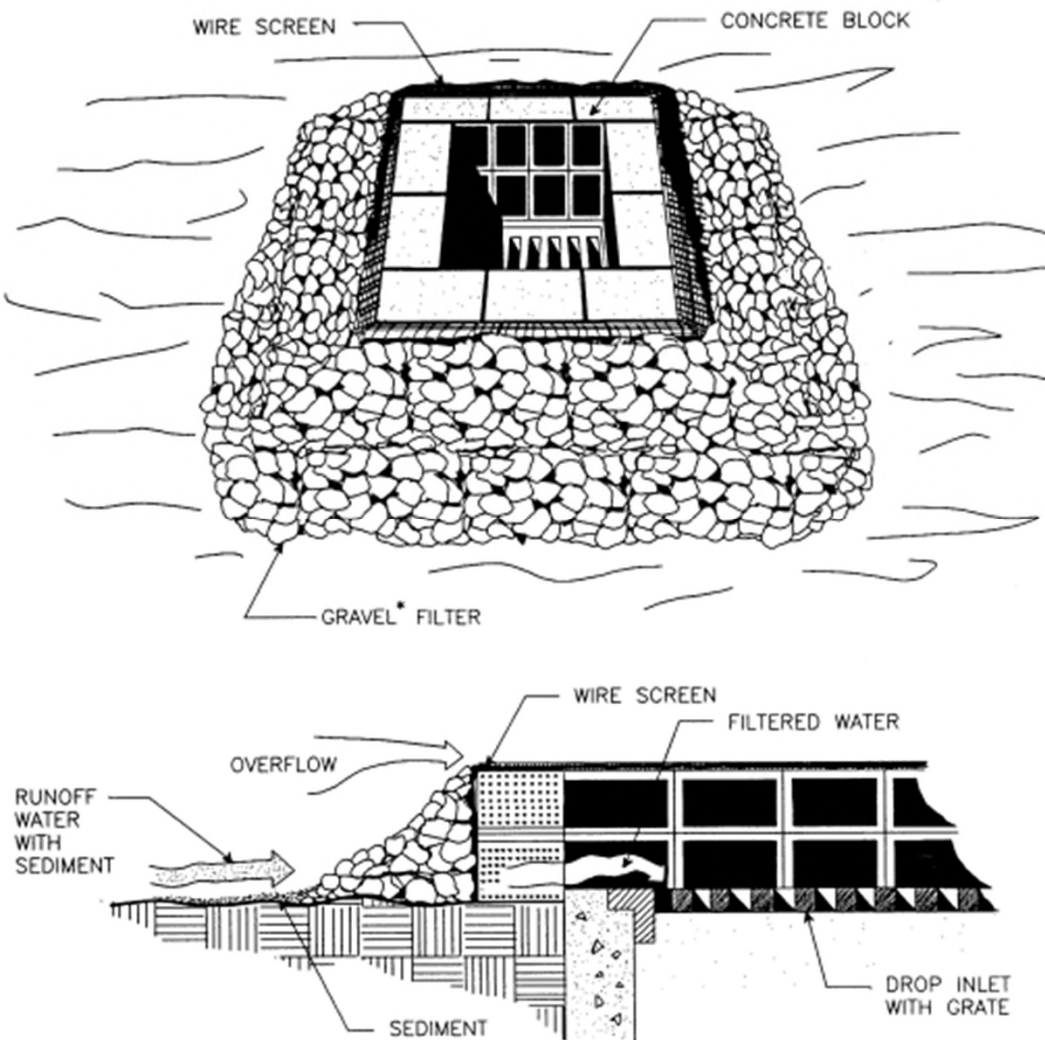 WIRE SCREEN
CONCRETE BLOCK
GRAVEL* FILTER
WIRE SCREEN
FILTERED WATER
OVERFLOW
RUNOFF
WATER
WITH
SEDIMENT
DROP INLET
WITH GRATE
SEDIMENT